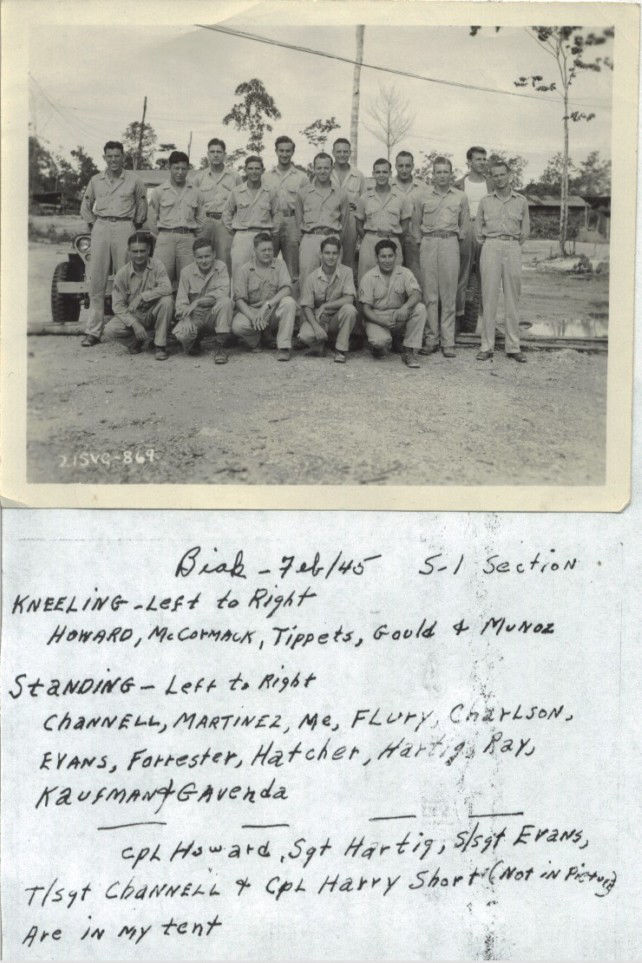 21SVG-869
Biak - Feb/45 S-1 Section
KNEELING - Left to Right
HOWARD, McCORMACK, Tippets, Gould & MUNOZ
STANDING - Left to Right
CHANNELL, MARTINEZ, Me, FLURY, CHARLSON,
EVANS, Forrester, Hatcher, Hartig, Ray,
KAUFMAN & GAVENDA
Cpl Howard, Sgt Hartig, S/Sgt Evans,
T/Sgt CHANNELL & Cpl Harry Short (Not in Picture)
Are in my tent